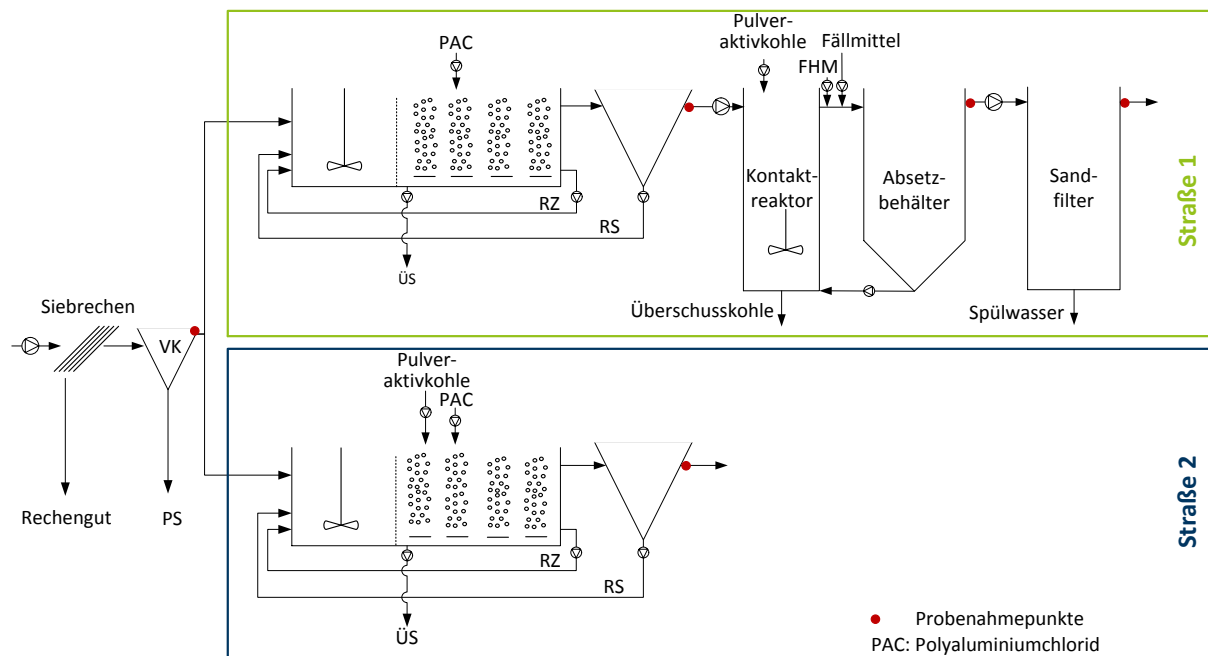 Pulver-
aktivkohle
Fällmittel
PAC
FHM
Kontakt-
reaktor
Absetz-
behälter
Sand-
filter
RZ
RS
ÜS
Überschusskohle
Spülwasser
Straße 1
Siebrechen
VK
Rechengut
PS
Pulver-
aktivkohle
PAC
RZ
RS
ÜS
Straße 2
Probenahmepunkte
PAC: Polyaluminiumchlorid